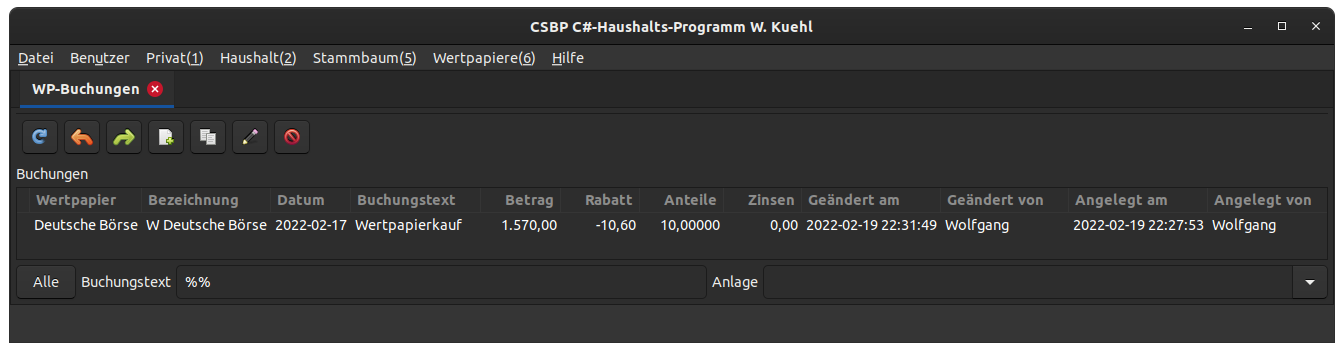 CSBP C#-Haushalts-Programm W. Kuehl
Datei Benutzer Privat(1) Haushalt(2) Stammbaum(5) Wertpapiere(6) Hilfe
WP-Buchungen
Buchungen
Wertpapier Bezeichnung Datum Buchungstext Betrag Rabatt Anteile Zinsen Geändert am Geändert von Angelegt am Angelegt von
Deutsche Börse W Deutsche Börse 2022-02-17 Wertpapierkauf 1.570,00 -10,60 10,00000 0,00 2022-02-19 22:31:49 Wolfgang 2022-02-19 22:27:53 Wolfgang
Alle Buchungstext %% Anlage